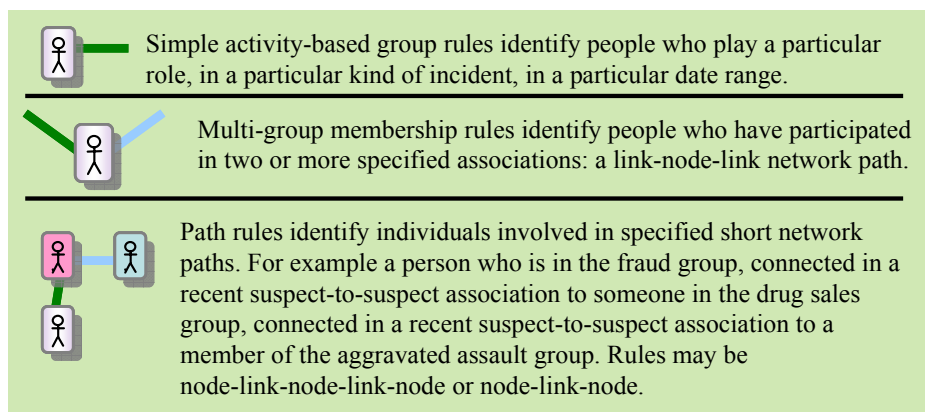 Simple activity-based group rules identify people who play a particular
role, in a particular kind of incident, in a particular date range.
Multi-group membership rules identify people who have participated
in two or more specified associations: a link-node-link network path.
Path rules identify individuals involved in specified short network
paths. For example a person who is in the fraud group, connected in a
recent suspect-to-suspect association to someone in the drug sales
group, connected in a recent suspect-to-suspect association to a
member of the aggravated assault group. Rules may be
node-link-node-link-node or node-link-node.